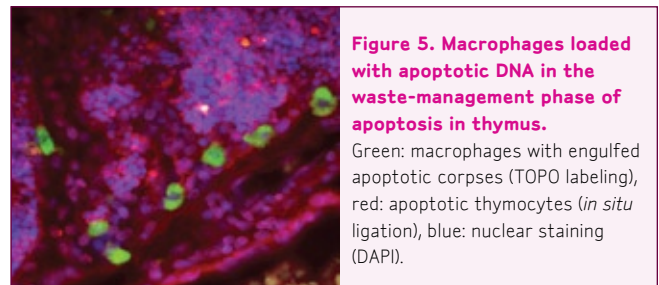 Figure 5. Macrophages loaded
with apoptotic DNA in the
waste-management phase of
apoptosis in thymus.
Green: macrophages with engulfed
apoptotic corpses (TOPO labeling),
red: apoptotic thymocytes (in situ
ligation), blue: nuclear staining
(DAPI).